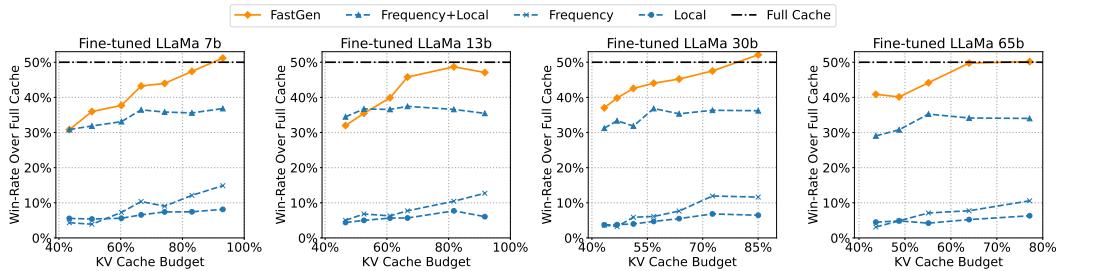 FastGen Frequency+Local Frequency Local Full Cache
Fine-tuned LLaMa 7b
Win-Rate Over Full Cache
50%
40%
30%
20%
10%
0%
40% 60% 80% 100%
KV Cache Budget
Fine-tuned LLaMa 13b
Win-Rate Over Full Cache
50%
40%
30%
20%
10%
0%
40% 60% 80% 100%
KV Cache Budget
Fine-tuned LLaMa 30b
Win-Rate Over Full Cache
50%
40%
30%
20%
10%
0%
40% 55% 70% 85%
KV Cache Budget
Fine-tuned LLaMa 65b
Win-Rate Over Full Cache
50%
40%
30%
20%
10%
0%
40% 50% 60% 70% 80%
KV Cache Budget